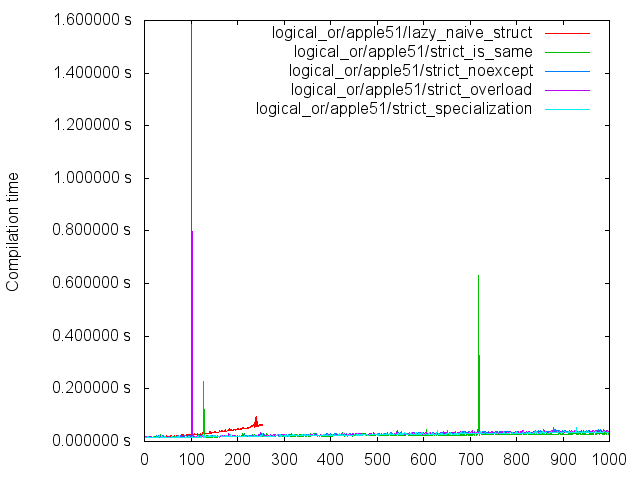 1.600000 s
1.400000 s
1.200000 s
1.000000 s
0.800000 s
0.600000 s
0.400000 s
0.200000 s
0.000000 s
Compilation time
logical_or/apple51/lazy_naive_struct
logical_or/apple51/strict_is_same
logical_or/apple51/strict_noexcept
logical_or/apple51/strict_overload
logical_or/apple51/strict_specialization
0 100 200 300 400 500 600 700 800 900 1000